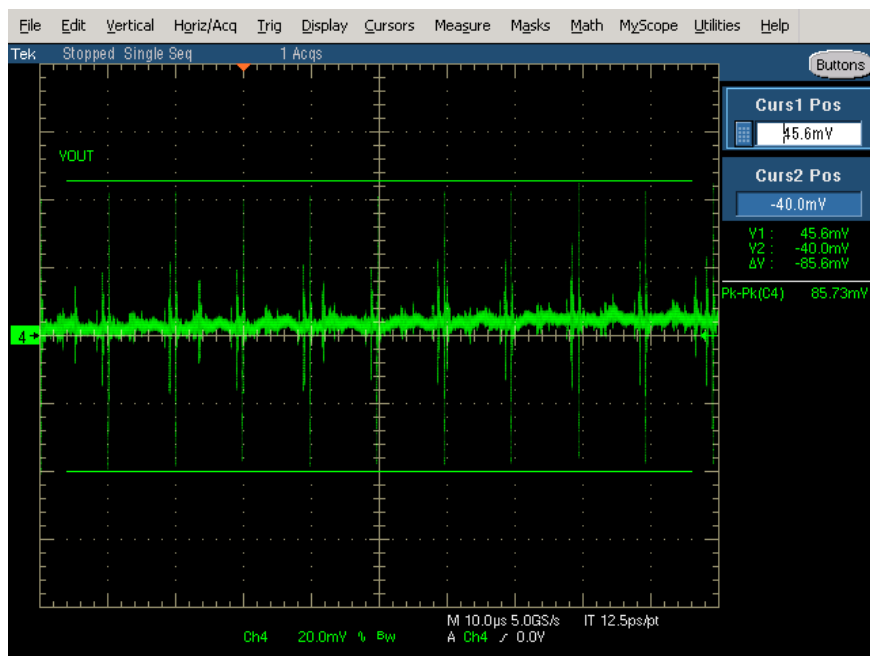 File Edit Vertical Horiz/Acq Trig Display Cursors Measure Masks Math MyScope Utilities Help
Tek Stopped Single Seq 1 Acqs
Buttons
Curs1 Pos
45.6mV
Curs2 Pos
-40.0mV
V1 : 45.6mV
V2 : -40.0mV
ΔV : -85.6mV
Pk-Pk(C4) 85.73mV
VOUT
4
Ch4 20.0mV ∿ Bw
M 10.0µs 5.0GS/s IT 12.5ps/pt
A Ch4 ∕ 0.0V